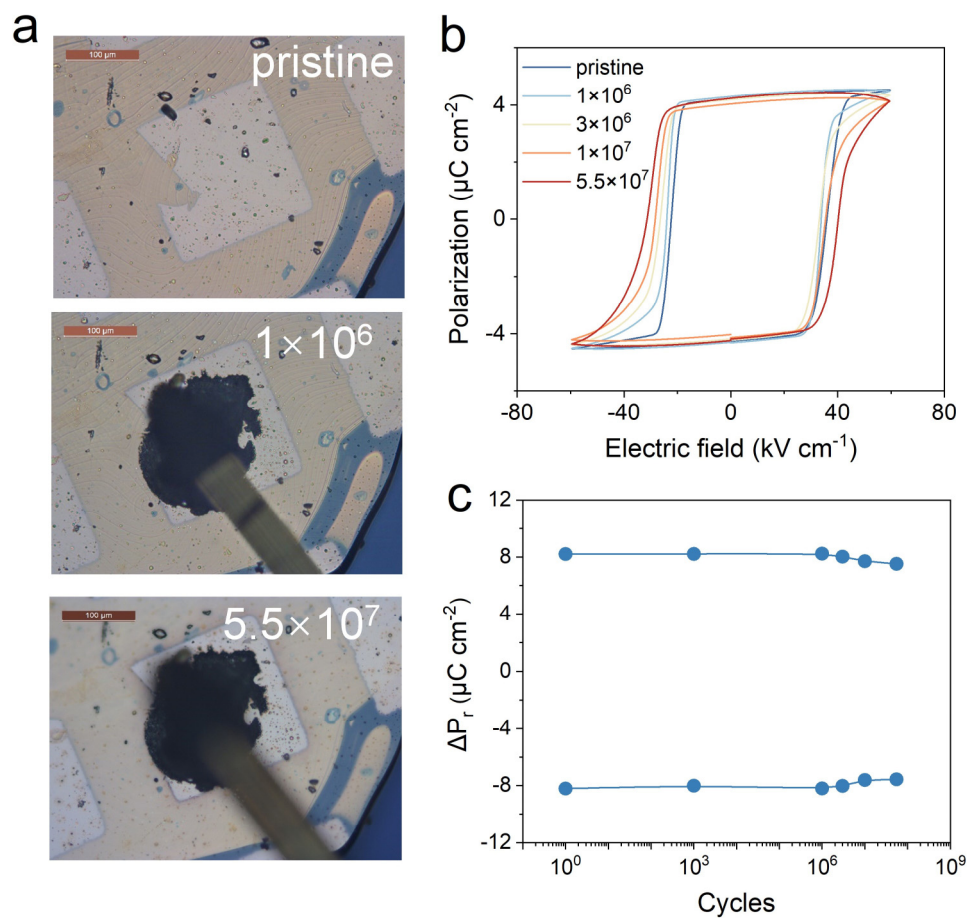 a
100 µm
pristine
100 µm
1×10⁶
100 µm
5.5×10⁷
b
pristine
1×10⁶
3×10⁶
1×10⁷
5.5×10⁷
4
0
-4
-80
-40
0
40
80
Polarization (µC cm⁻²)
Electric field (kV cm⁻¹)
c
12
8
4
0
-4
-8
-12
10⁰
10³
10⁶
10⁹
ΔPᵣ (µC cm⁻²)
Cycles